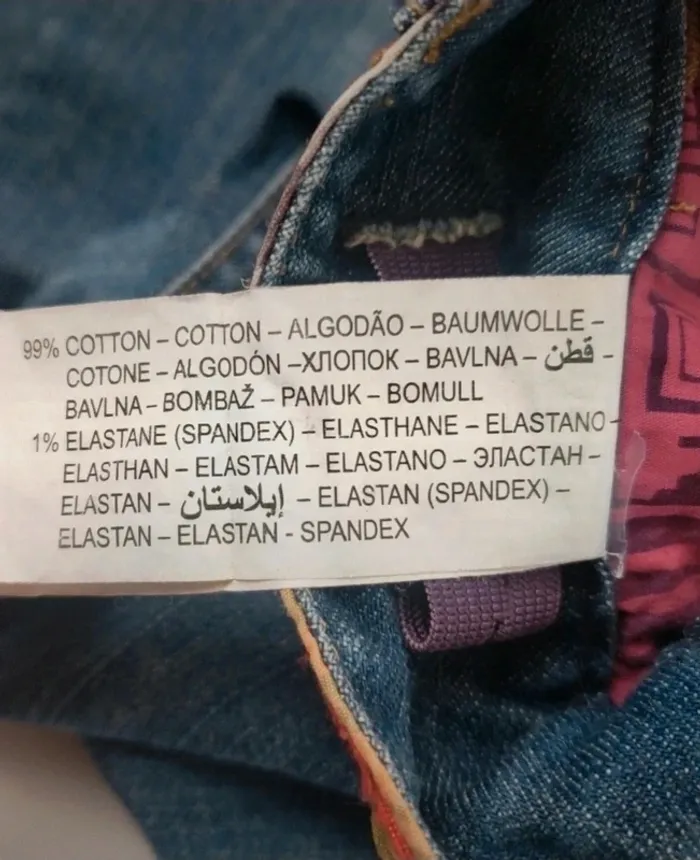 99% COTTON – COTTON – ALGODÃO – BAUMWOLLE –
COTONE – ALGODÓN –ХЛОПОК – BAVLNA – قطن -
BAVLNA – BOMBAŽ – PAMUK – BOMULL
1% ELASTANE (SPANDEX) – ELASTHANE – ELASTANO-
ELASTHAN – ELASTAM – ELASTANO – ЭЛАСТАН –
ELASTAN – إيلاستان – ELASTAN (SPANDEX) –
ELASTAN – ELASTAN - SPANDEX